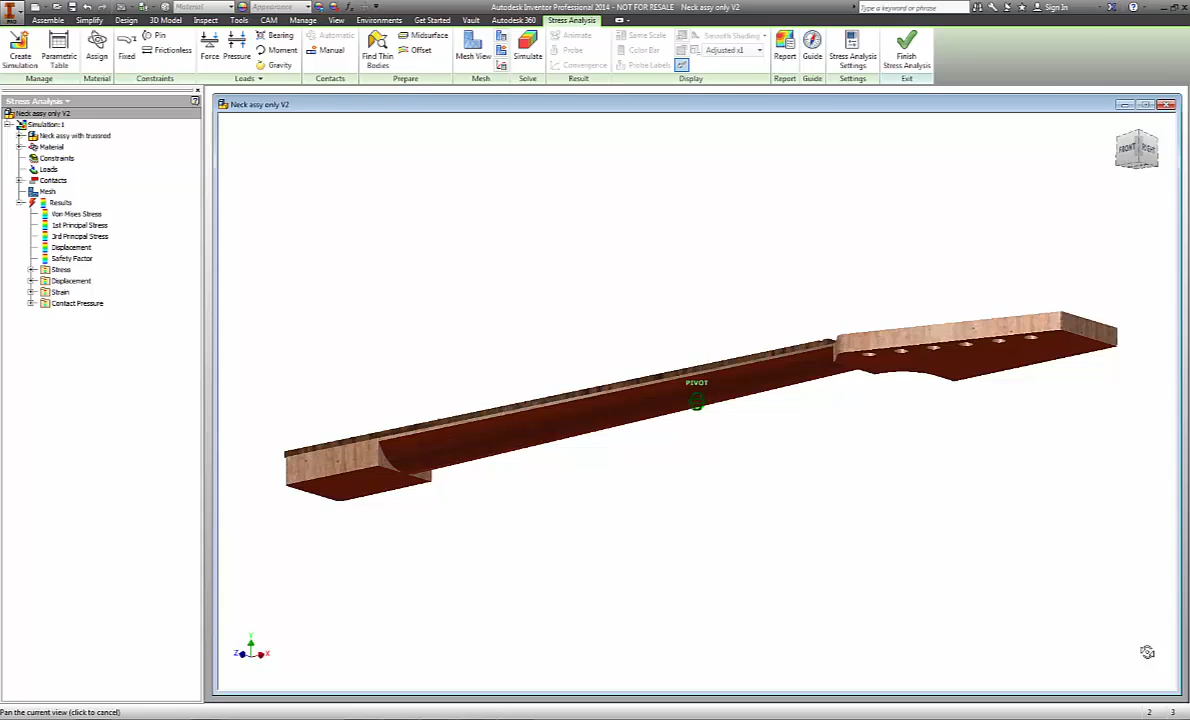 Material
Appearance
Autodesk Inventor Professional 2014 - NOT FOR RESALE - Neck assy only V2
Type a keyword or phrase
Sign In
PRO
Assemble Simplify Design 3D Model Inspect Tools CAM Manage View Environments Get Started Vault Autodesk 360 Stress Analysis
Create Simulation Parametric Table Assign Fixed Pin Frictionless Force Pressure Bearing Moment Gravity Automatic Manual Find Thin Bodies Midsurface Offset Mesh View Simulate Animate Probe Convergence Same Scale Color Bar Probe Labels Smooth Shading Adjusted x1 Report Guide Stress Analysis Settings Finish Stress Analysis
Manage Material Constraints Loads Contacts Prepare Mesh Solve Result Display Report Guide Settings Exit
Stress Analysis
Neck assy only V2
Simulation:1
Neck assy with trussrod
Material
Constraints
Loads
Contacts
Mesh
Results
Von Mises Stress
1st Principal Stress
3rd Principal Stress
Displacement
Safety Factor
Stress
Displacement
Strain
Contact Pressure
Neck assy only V2
FRONT RIGHT
PIVOT
Y
Z X
Pan the current view (click to cancel)
2 3